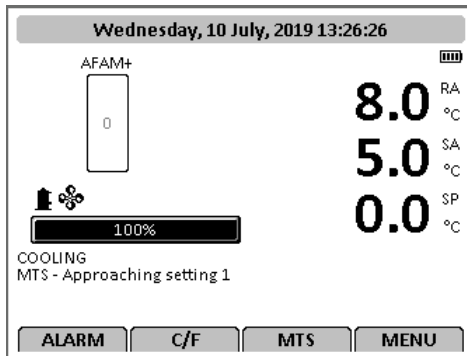 Wednesday, 10 July, 2019 13:26:26
AFAM+
0
8.0 RA °C
5.0 SA °C
0.0 SP °C
100%
COOLING
MTS - Approaching setting 1
ALARM C/F MTS MENU